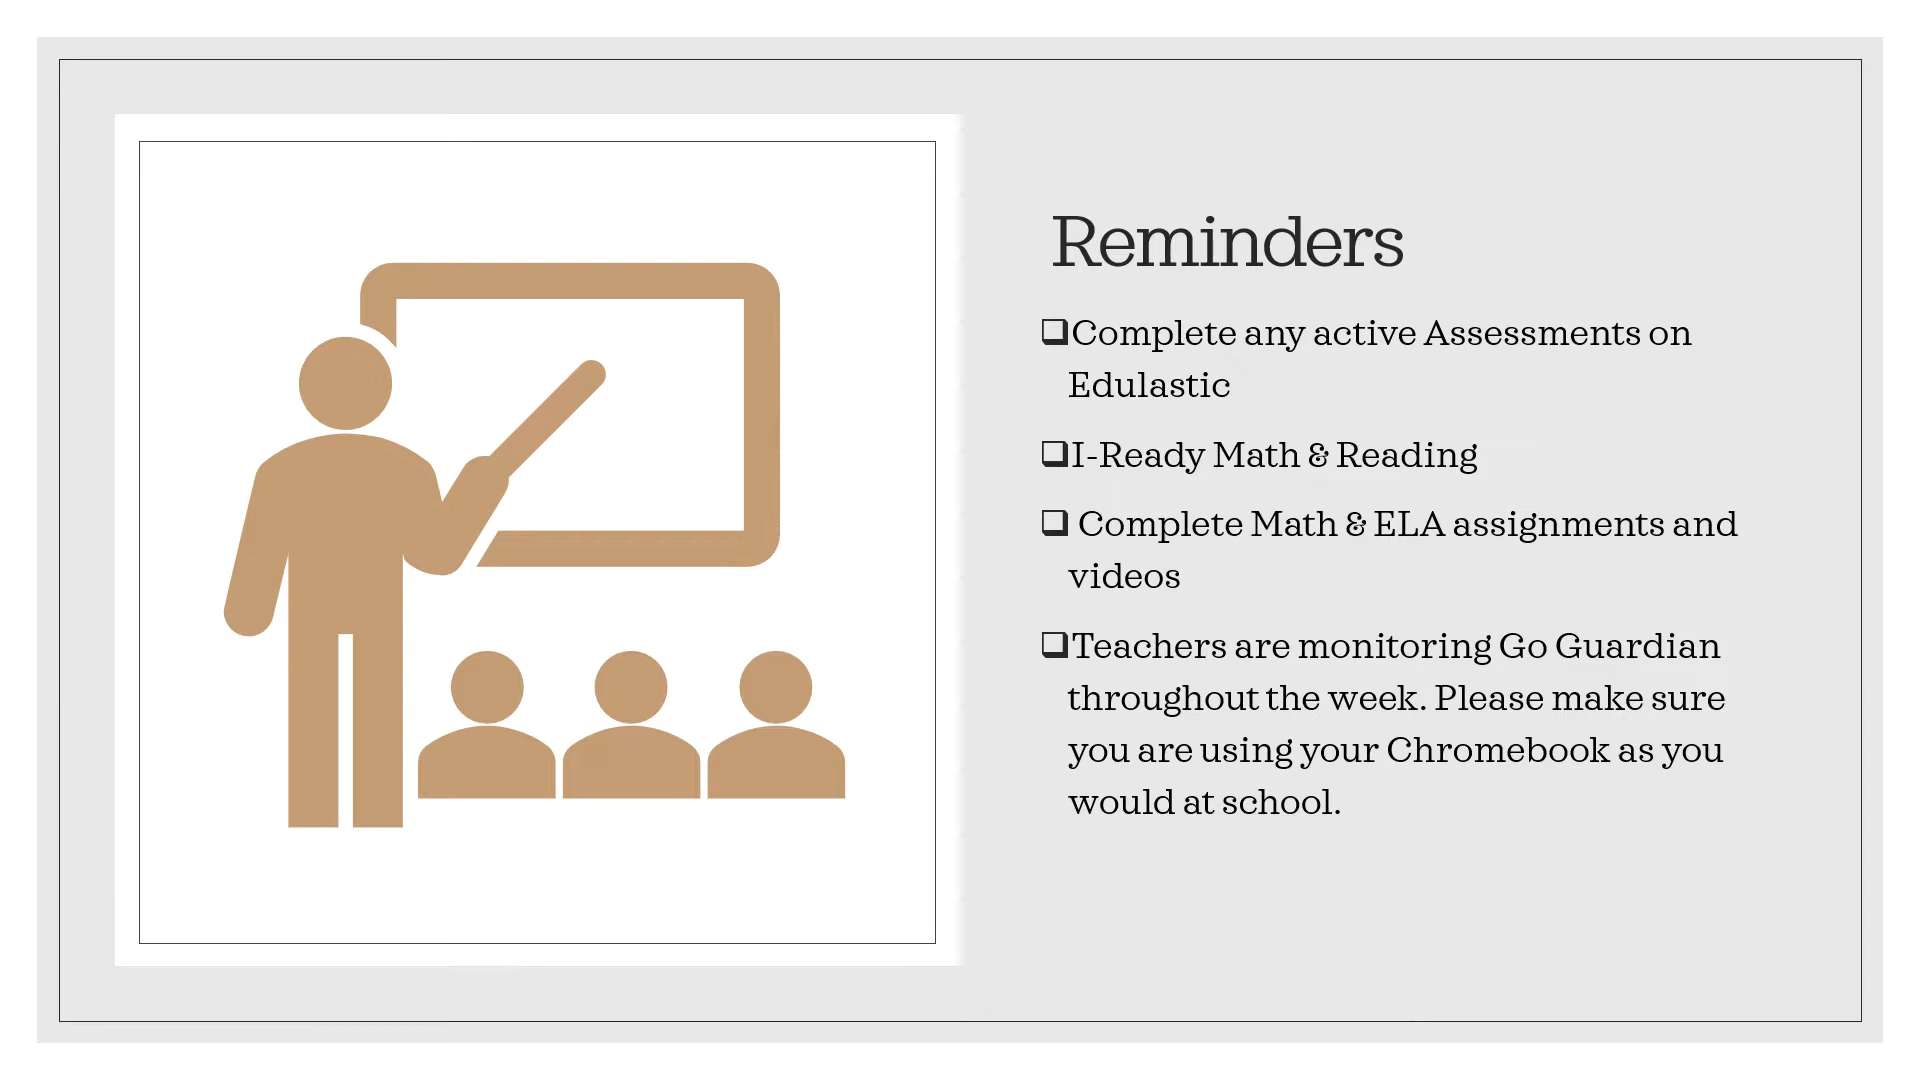 Reminders
❑Complete any active Assessments on
Edulastic
❑I-Ready Math & Reading
❑ Complete Math & ELA assignments and
videos
❑Teachers are monitoring Go Guardian
throughout the week. Please make sure
you are using your Chromebook as you
would at school.